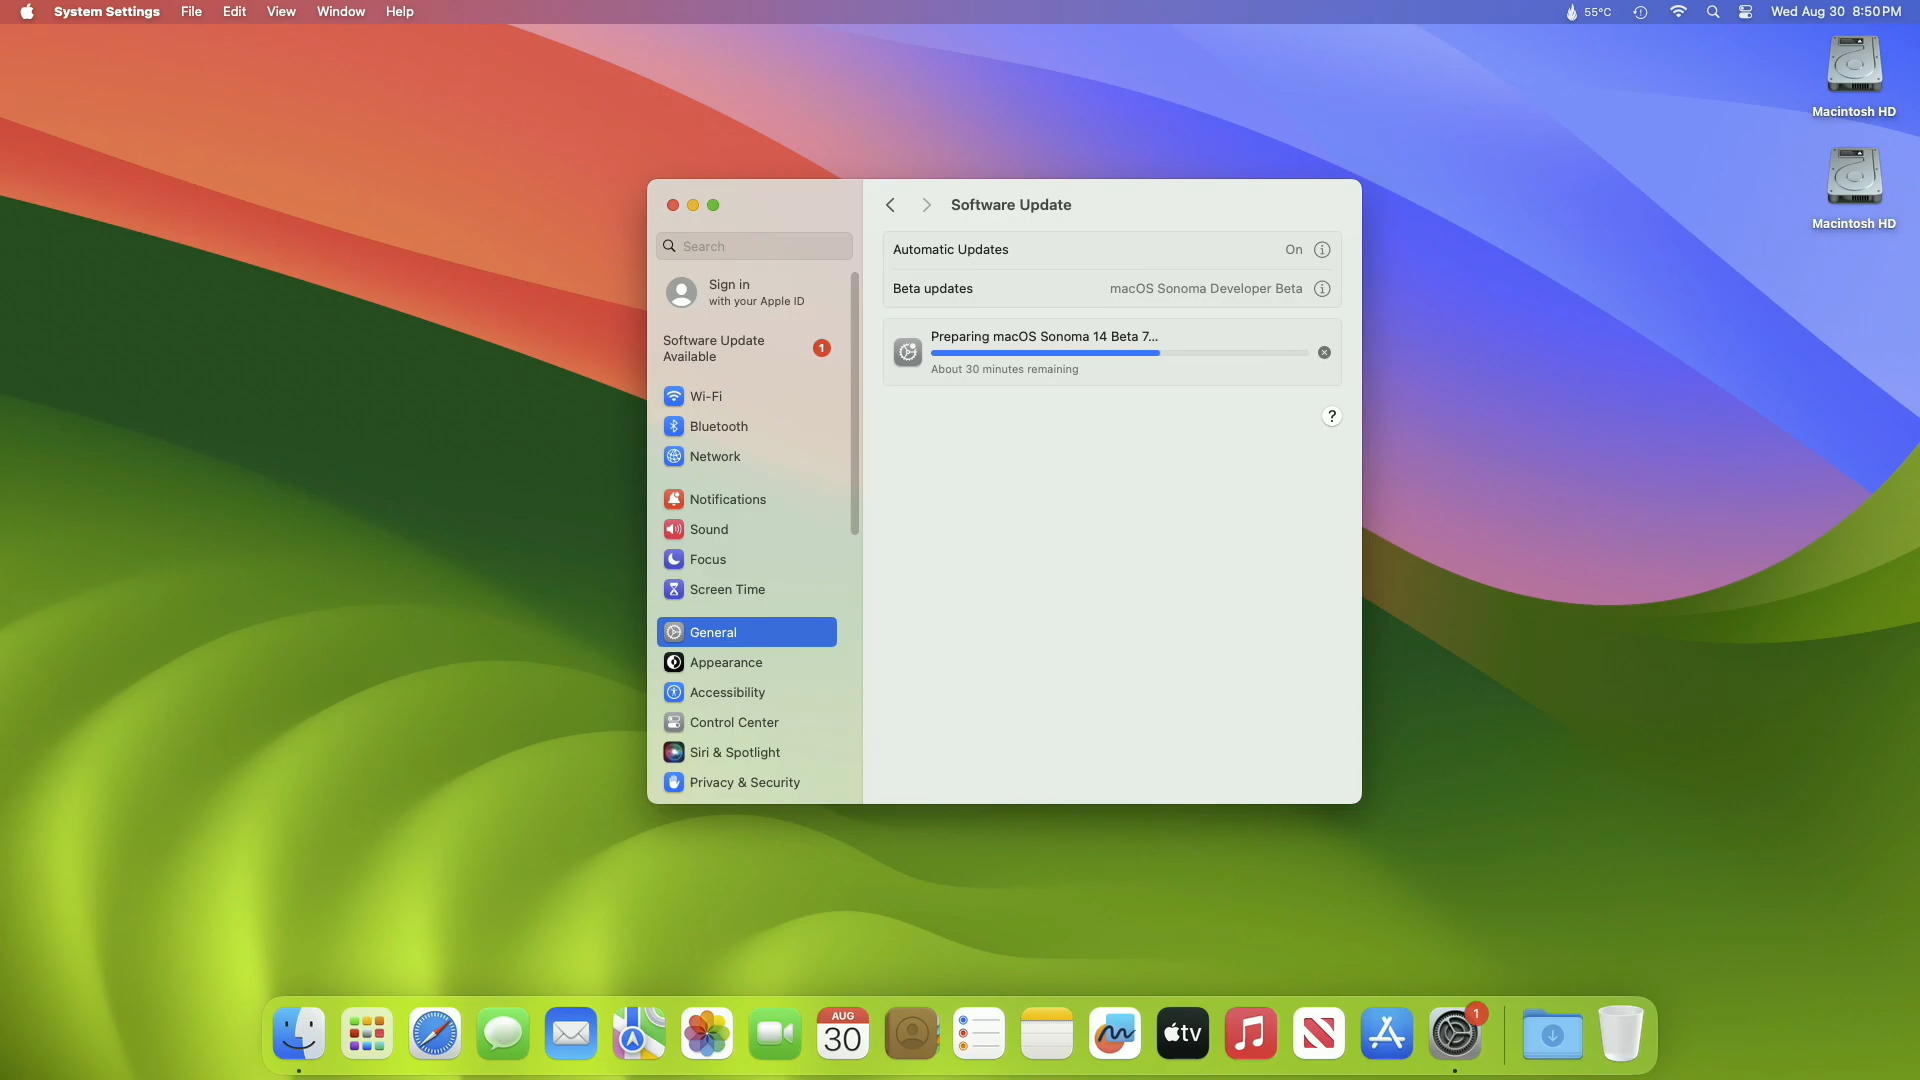 System Settings File Edit View Window Help 55°C Wed Aug 30 8:50 PM
Macintosh HD
Macintosh HD
Software Update
Search
Automatic Updates On
Beta updates macOS Sonoma Developer Beta
Sign in
with your Apple ID
Software Update
Available
1
Preparing macOS Sonoma 14 Beta 7...
About 30 minutes remaining
?
Wi-Fi
Bluetooth
Network
Notifications
Sound
Focus
Screen Time
General
Appearance
Accessibility
Control Center
Siri & Spotlight
Privacy & Security
AUG
30
tv
1